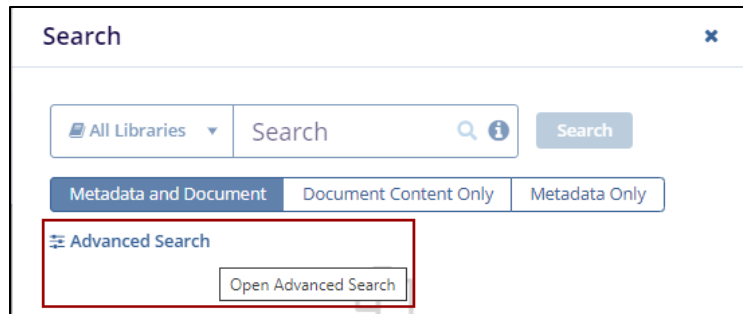 Search
All Libraries Search Search
Metadata and Document Document Content Only Metadata Only
Advanced Search
Open Advanced Search